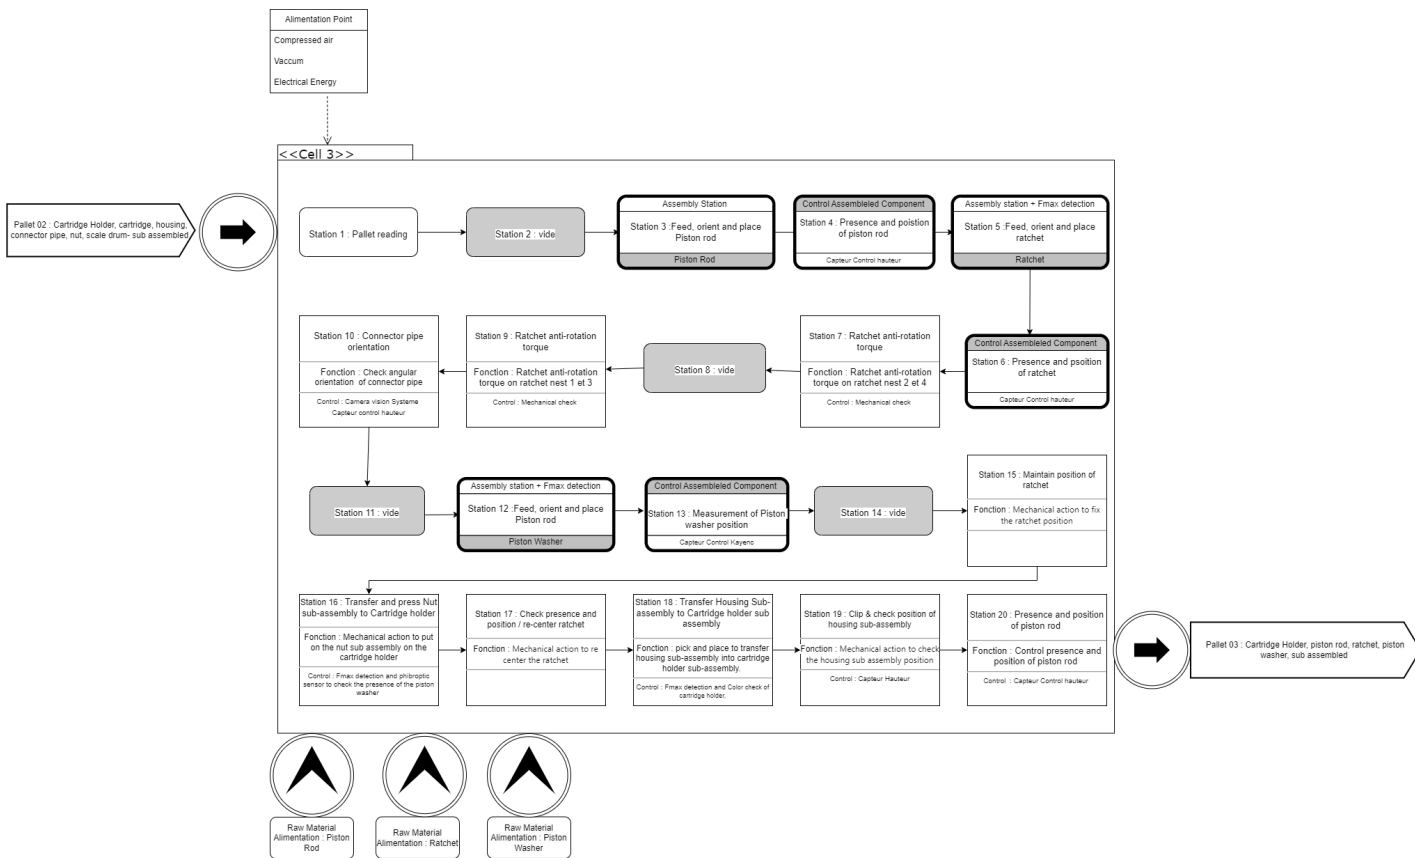 Alimentation Point
Compressed air
Vaccum
Electrical Energy
<<Cell 3>>
Pallet 02 : Cartridge Holder, cartridge, housing,
connector pipe, nut, scale drum- sub assembled
Station 1 : Pallet reading
Station 2 : vide
Assembly Station
Station 3 :Feed, orient and place
Piston rod
Piston Rod
Control Assembleled Component
Station 4 : Presence and poistion
of piston rod
Capteur Control hauteur
Assembly station + Fmax detection
Station 5 : Feed, orient and place
ratchet
Ratchet
Station 10 : Connector pipe
orientation
Fonction : Check angular
orientation of connector pipe
Control : Camera vision Systeme
Capteur control hauteur
Station 9 : Ratchet anti-rotation
torque
Fonction : Ratchet anti-rotation
torque on ratchet nest 1 et 3
Control : Mechanical check
Station 8 : vide
Station 7 : Ratchet anti-rotation
torque
Fonction : Ratchet anti-rotation
torque on ratchet nest 2 et 4
Control : Mechanical check
Control Assembleled Component
Station 6 : Presence and psoition
of ratchet
Capteur Control hauteur
Station 11 : vide
Assembly station + Fmax detection
Station 12 :Feed, orient and place
Piston rod
Piston Washer
Control Assembleled Component
Station 13 : Measurement of Piston
washer position
Capteur Control Kayenc
Station 14 : vide
Station 15 : Maintain position of
ratchet
Fonction : Mechanical action to fix
the ratchet position
Station 16 : Transfer and press Nut
sub-assembly to Cartridge holder
Fonction : Mechanical action to put
on the nut sub assembly on the
cartridge holder
Control : Fmax detection and phibroptic
sensor to check the presence of the piston
washer
Station 17 : Check presence and
position / re-center ratchet
Fonction : Mechanical action to re
center the ratchet
Station 18 : Transfer Housing Sub-
assembly to Cartridge holder sub
assembly
Fonction : pick and place to transfer
housing sub-assembly into cartridge
holder sub-assembly.
Control : Fmax detection and Color check of
cartridge holder.
Station 19 : Clip & check position of
housing sub-assembly
Fonction : Mechanical action to check
the housing sub assembly position
Control : Capteur Hauteur
Station 20 : Presence and position
of piston rod
Fonction : Control presence and
position of piston rod
Control : Capteur Control hauteur
Pallet 03 : Cartridge Holder, piston rod, ratchet, piston
washer, sub assembled
Raw Material
Alimentation : Piston
Rod
Raw Material
Alimentation : Ratchet
Raw Material
Alimentation : Piston
Washer